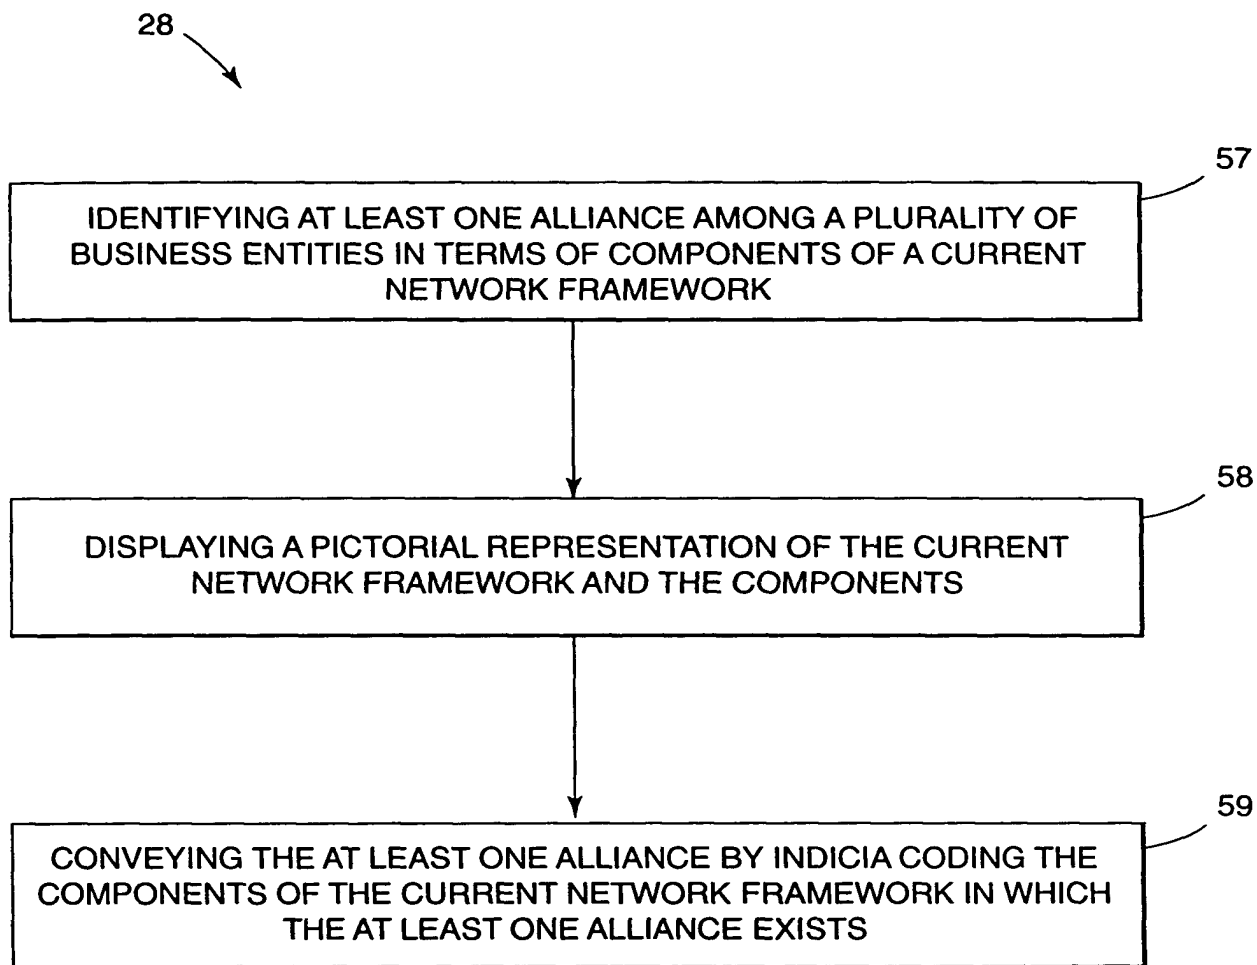 28
57
IDENTIFYING AT LEAST ONE ALLIANCE AMONG A PLURALITY OF
BUSINESS ENTITIES IN TERMS OF COMPONENTS OF A CURRENT
NETWORK FRAMEWORK
58
DISPLAYING A PICTORIAL REPRESENTATION OF THE CURRENT
NETWORK FRAMEWORK AND THE COMPONENTS
59
CONVEYING THE AT LEAST ONE ALLIANCE BY INDICIA CODING THE
COMPONENTS OF THE CURRENT NETWORK FRAMEWORK IN WHICH
THE AT LEAST ONE ALLIANCE EXISTS